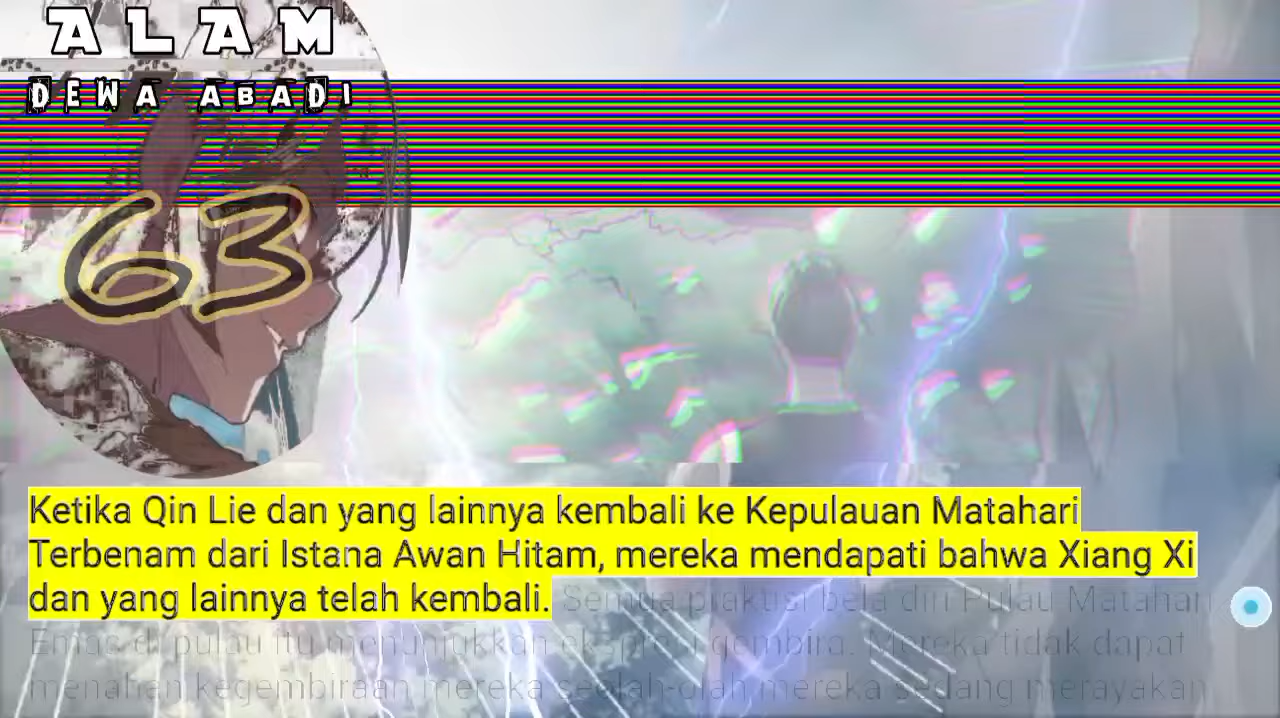 ALAM
DEWA ABADI
63
Ketika Qin Lie dan yang lainnya kembali ke Kepulauan Matahari
Terbenam dari Istana Awan Hitam, mereka mendapati bahwa Xiang Xi
dan yang lainnya telah kembali. Semua praktisi bela diri Pulau Matahari
Emas di pulau itu menunjukkan ekspresi gembira. Mereka tidak dapat
menahan kegembiraan mereka seolah-olah mereka sedang merayakan